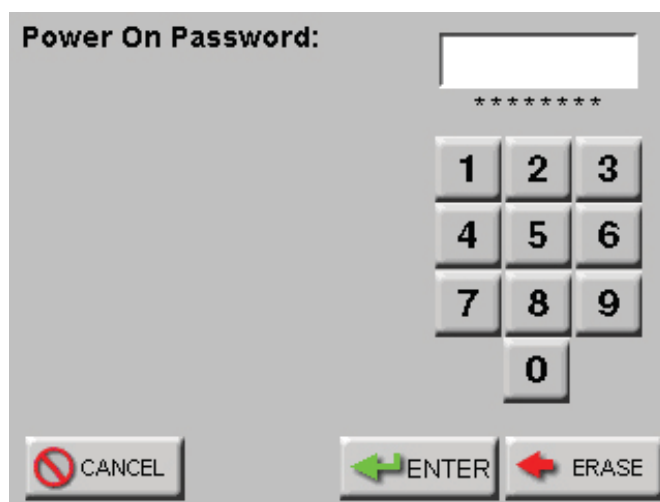 Power On Password:
********
1 2 3
4 5 6
7 8 9
0
CANCEL ENTER ERASE